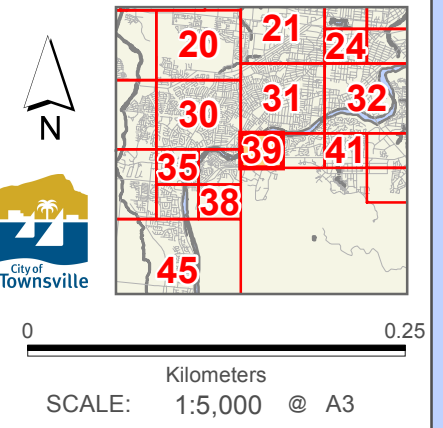 20 21 24
30 31 32
35 39 41
38
45
N
City of
Townsville
0 0.25
Kilometers
SCALE: 1:5,000 @ A3